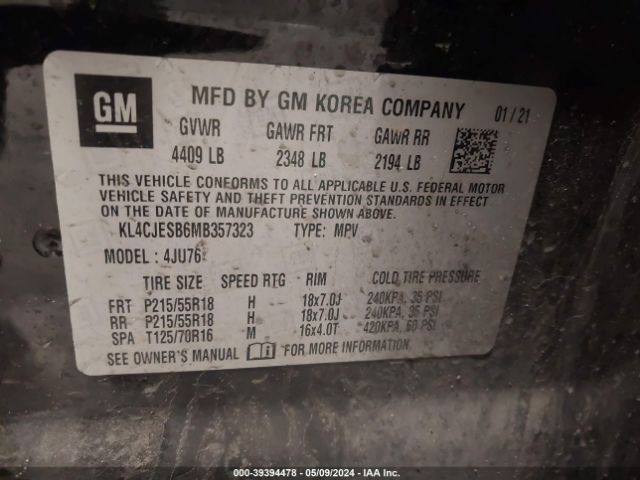 GM
MFD BY GM KOREA COMPANY 01 / 21
GVWR GAWR FRT GAWR RR
4409 LB 2348 LB 2194 LB
THIS VEHICLE CONFORMS TO ALL APPLICABLE U.S. FEDERAL MOTOR
VEHICLE SAFETY AND THEFT PREVENTION STANDARDS IN EFFECT
ON THE DATE OF MANUFACTURE SHOWN ABOVE.
KL4CJESB6MB357323 TYPE: MPV
MODEL : 4JU76
TIRE SIZE SPEED RTG RIM COLD TIRE PRESSURE
FRT P215/55R18 H 18x7.0J 240KPA, 35 PSI
RR P215/55R18 H 18x7.0J 240KPA, 35 PSI
SPA T125/70R16 M 16x4.0T 420KPA, 60 PSI
SEE OWNER'S MANUAL FOR MORE INFORMATION
000-39394478 - 05/09/2024 - IAA Inc.